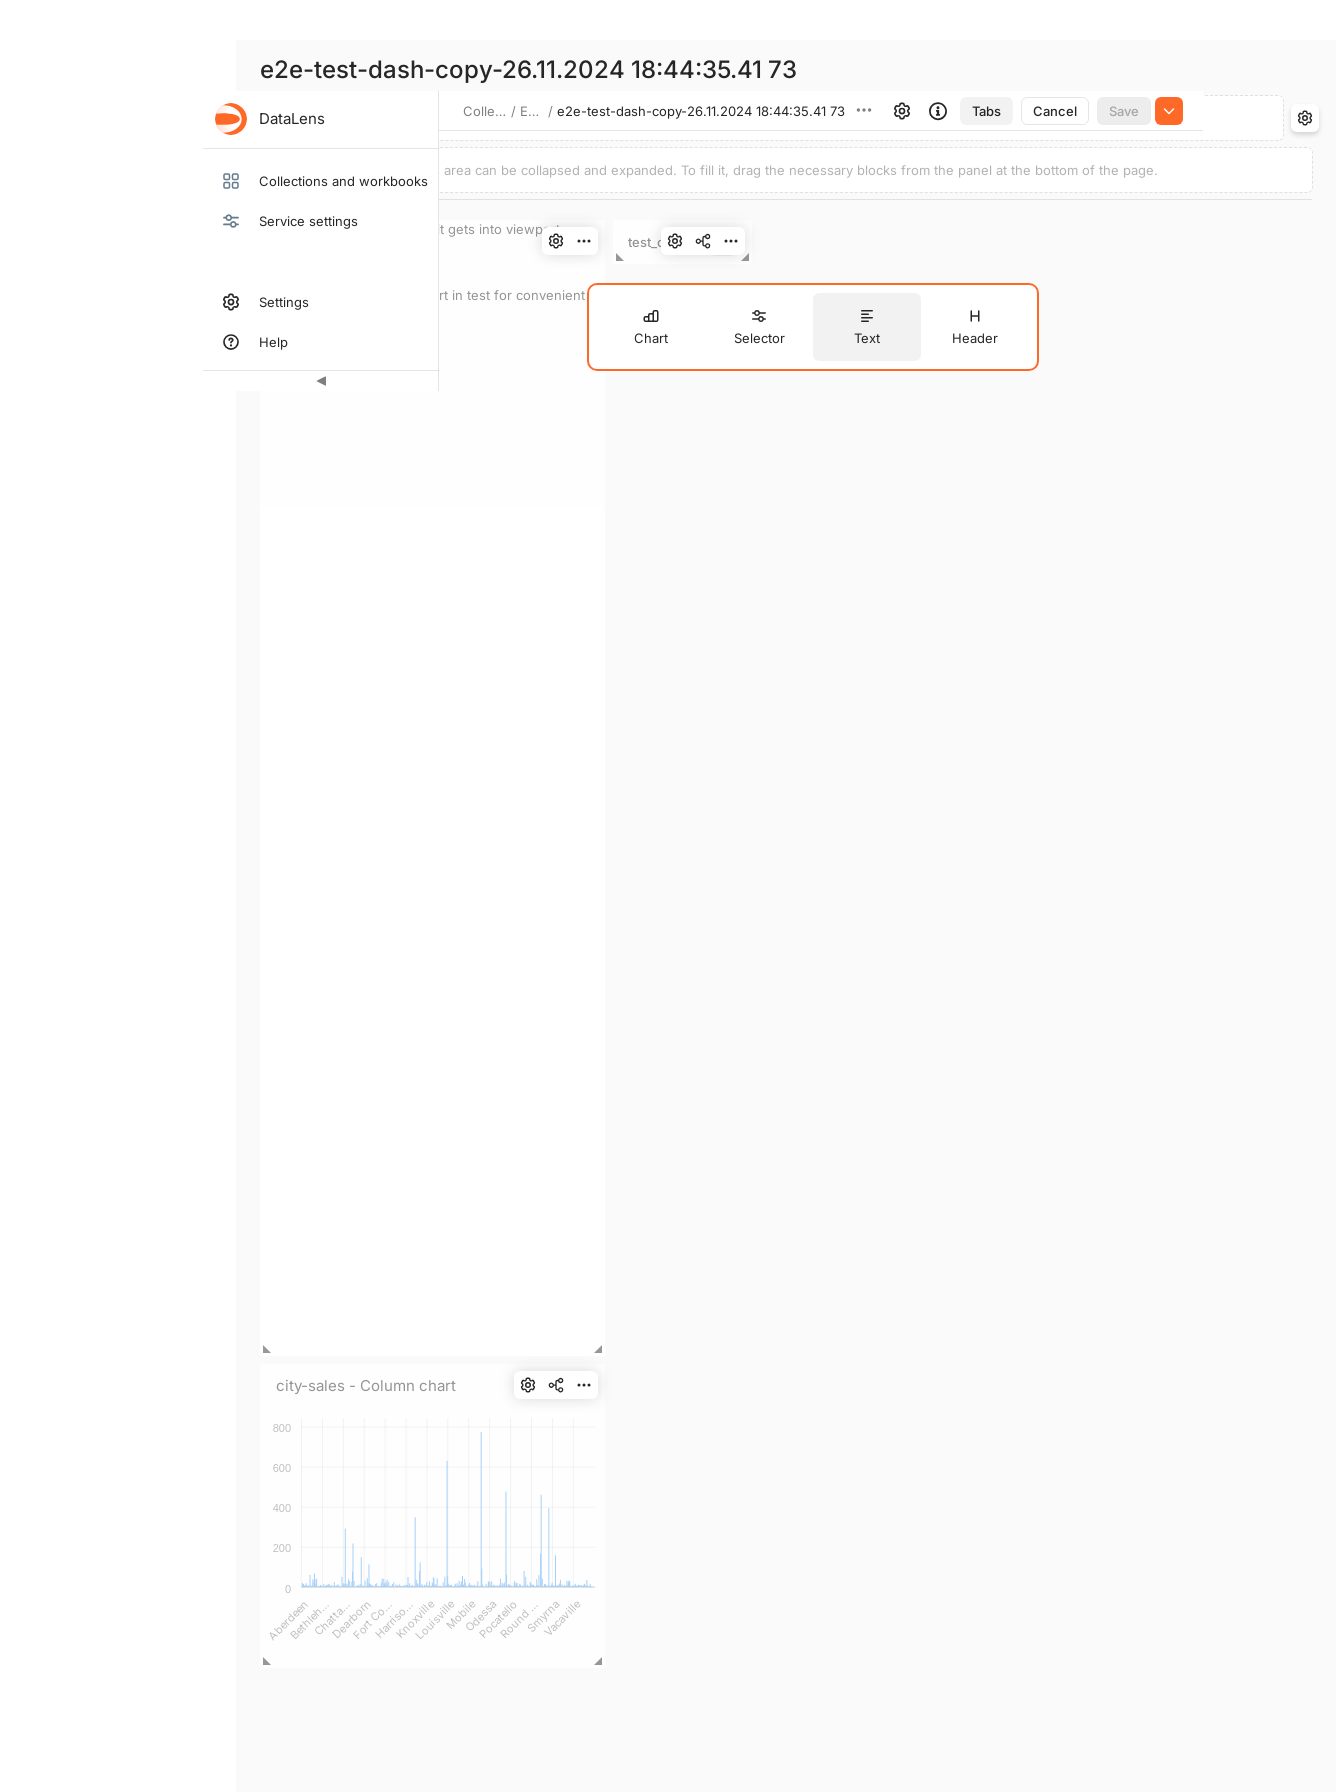 e2e-test-dash-copy-26.11.2024 18:44:35.41 73
DataLens
Colle... / E... / e2e-test-dash-copy-26.11.2024 18:44:35.41 73
Tabs
Cancel
Save
area can be collapsed and expanded. To fill it, drag the necessary blocks from the panel at the bottom of the page.
Collections and workbooks
Service settings
Settings
Help
t gets into viewport
test_c
rt in test for convenient
Chart
Selector
Text
Header
city-sales - Column chart
800
600
400
200
0
Aberdeen
Bethleh...
Chatta...
Dearborn
Fort Co...
Harriso...
Knoxville
Louisville
Mobile
Odessa
Pocatello
Round ...
Smyrna
Vacaville